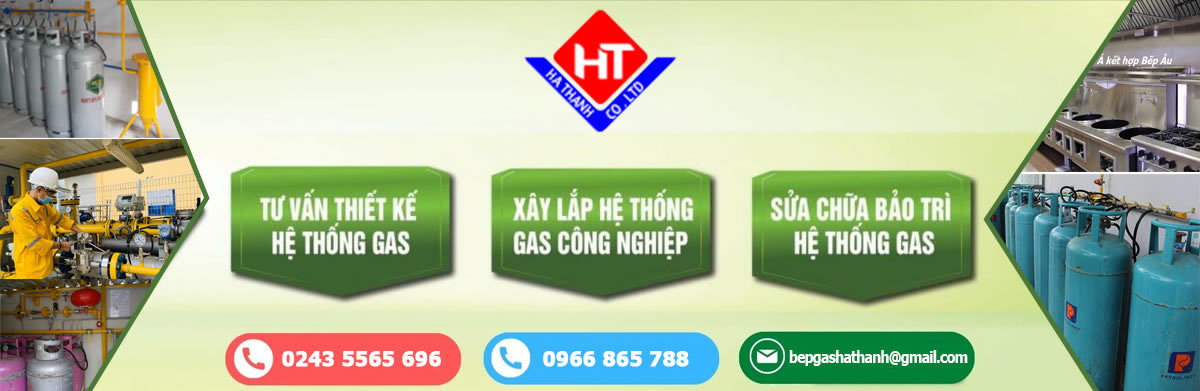 HT
HA THANH CO., LTD
Á kết hợp Bếp Âu
TƯ VẤN THIẾT KẾ
HỆ THỐNG GAS
XÂY LẮP HỆ THỐNG
GAS CÔNG NGHIỆP
SỬA CHỮA BẢO TRÌ
HỆ THỐNG GAS
0243 5565 696
0966 865 788
bepgashathanh@gmail.com
P